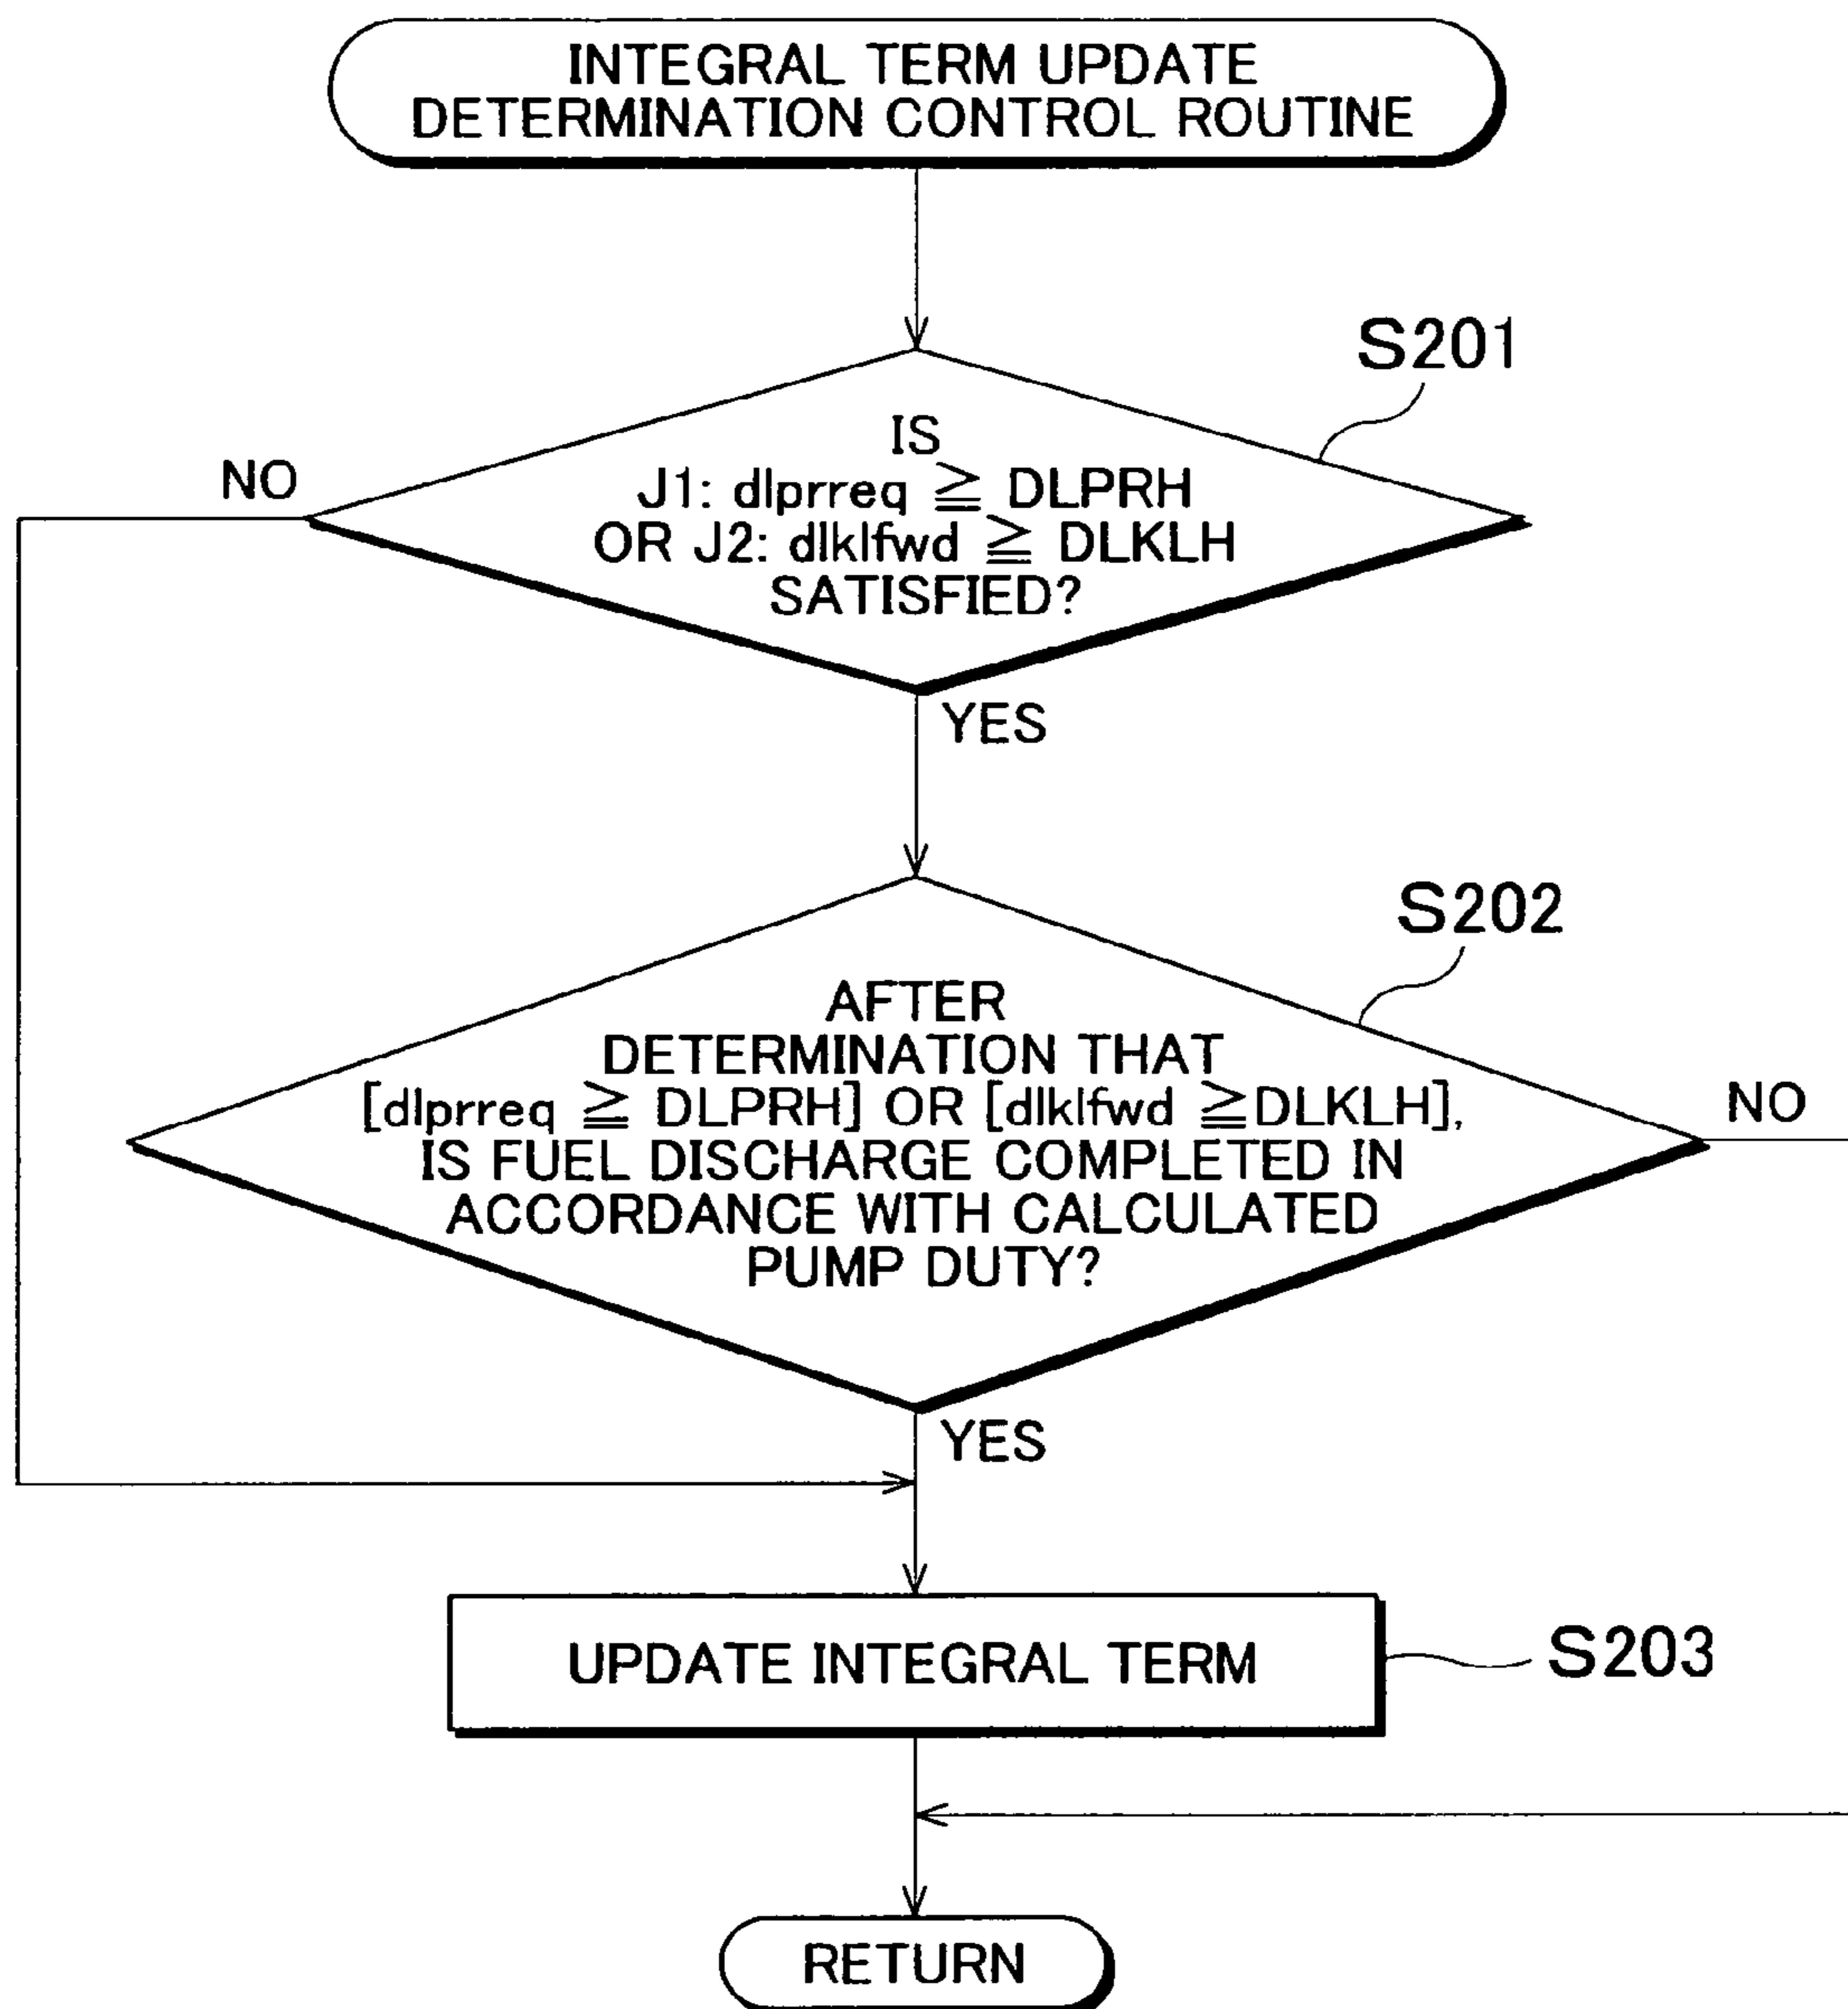 INTEGRAL TERM UPDATE
DETERMINATION CONTROL ROUTINE
S201
IS
J1: dlprreq ≧ DLPRH
OR J2: dlklfwd ≧ DLKLH
SATISFIED?
NO
YES
S202
AFTER
DETERMINATION THAT
[dlprreq ≧ DLPRH] OR [dlklfwd ≧DLKLH],
IS FUEL DISCHARGE COMPLETED IN
ACCORDANCE WITH CALCULATED
PUMP DUTY?
NO
YES
UPDATE INTEGRAL TERM
S203
RETURN